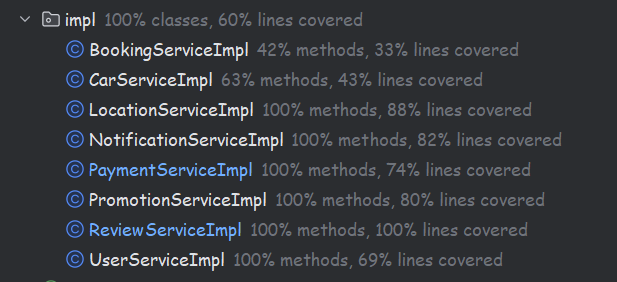 impl 100% classes, 60% lines covered
BookingServiceImpl 42% methods, 33% lines covered
CarServiceImpl 63% methods, 43% lines covered
LocationServiceImpl 100% methods, 88% lines covered
NotificationServiceImpl 100% methods, 82% lines covered
PaymentServiceImpl 100% methods, 74% lines covered
PromotionServiceImpl 100% methods, 80% lines covered
ReviewServiceImpl 100% methods, 100% lines covered
UserServiceImpl 100% methods, 69% lines covered